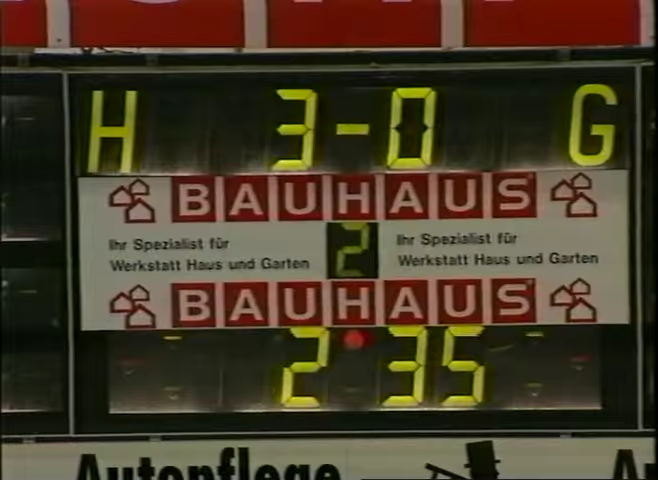 H 3-0 G
BAUHAUS
Ihr Spezialist für
Werkstatt Haus und Garten
2
Ihr Spezialist für
Werkstatt Haus und Garten
BAUHAUS
2 35
Autopflege